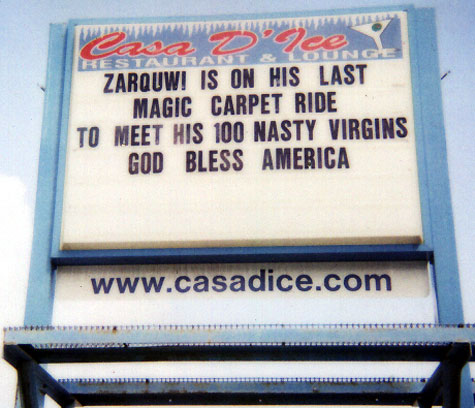 Casa D'Ice
RESTAURANT & LOUNGE
ZARQUWI IS ON HIS LAST
MAGIC CARPET RIDE
TO MEET HIS 100 NASTY VIRGINS
GOD BLESS AMERICA
www.casadice.com